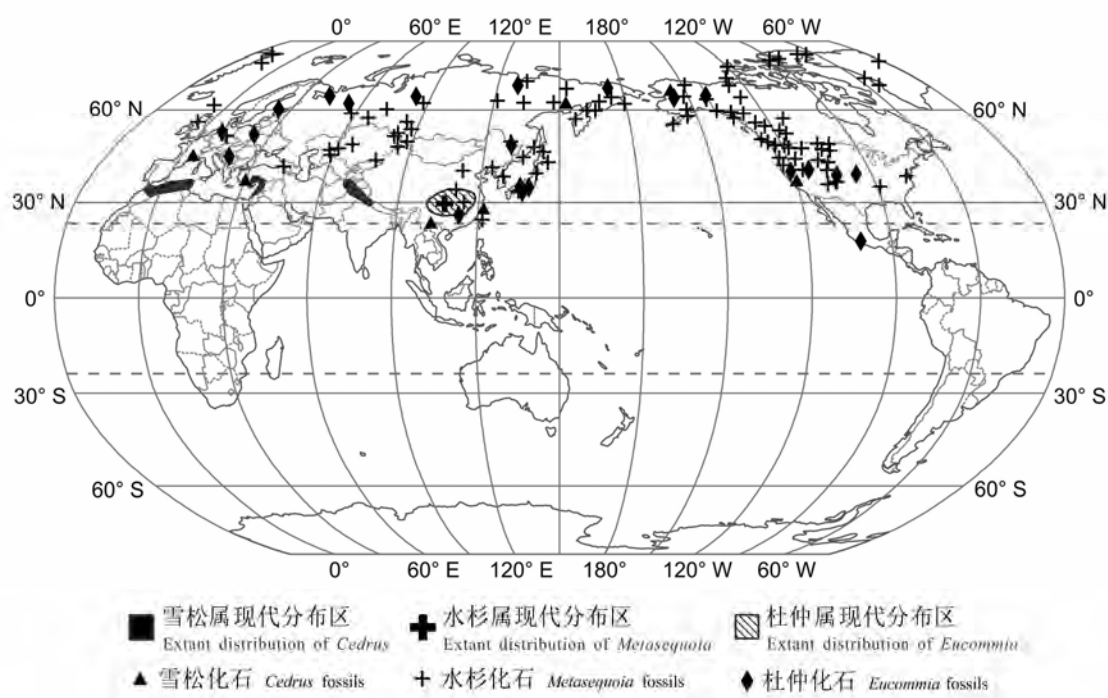 0° 60° E 120° E 180° 120° W 60° W
60° N 60° N
30° N 30° N
0° 0°
30° S 30° S
60° S 60° S
0° 60° E 120° E 180° 120° W 60° W
雪松属现代分布区 水杉属现代分布区 杜仲属现代分布区
Extant distribution of Cedrus Extant distribution of Metasequoia Extant distribution of Eucommia
雪松化石 Cedrus fossils 水杉化石 Metasequoia fossils 杜仲化石 Eucommia fossils